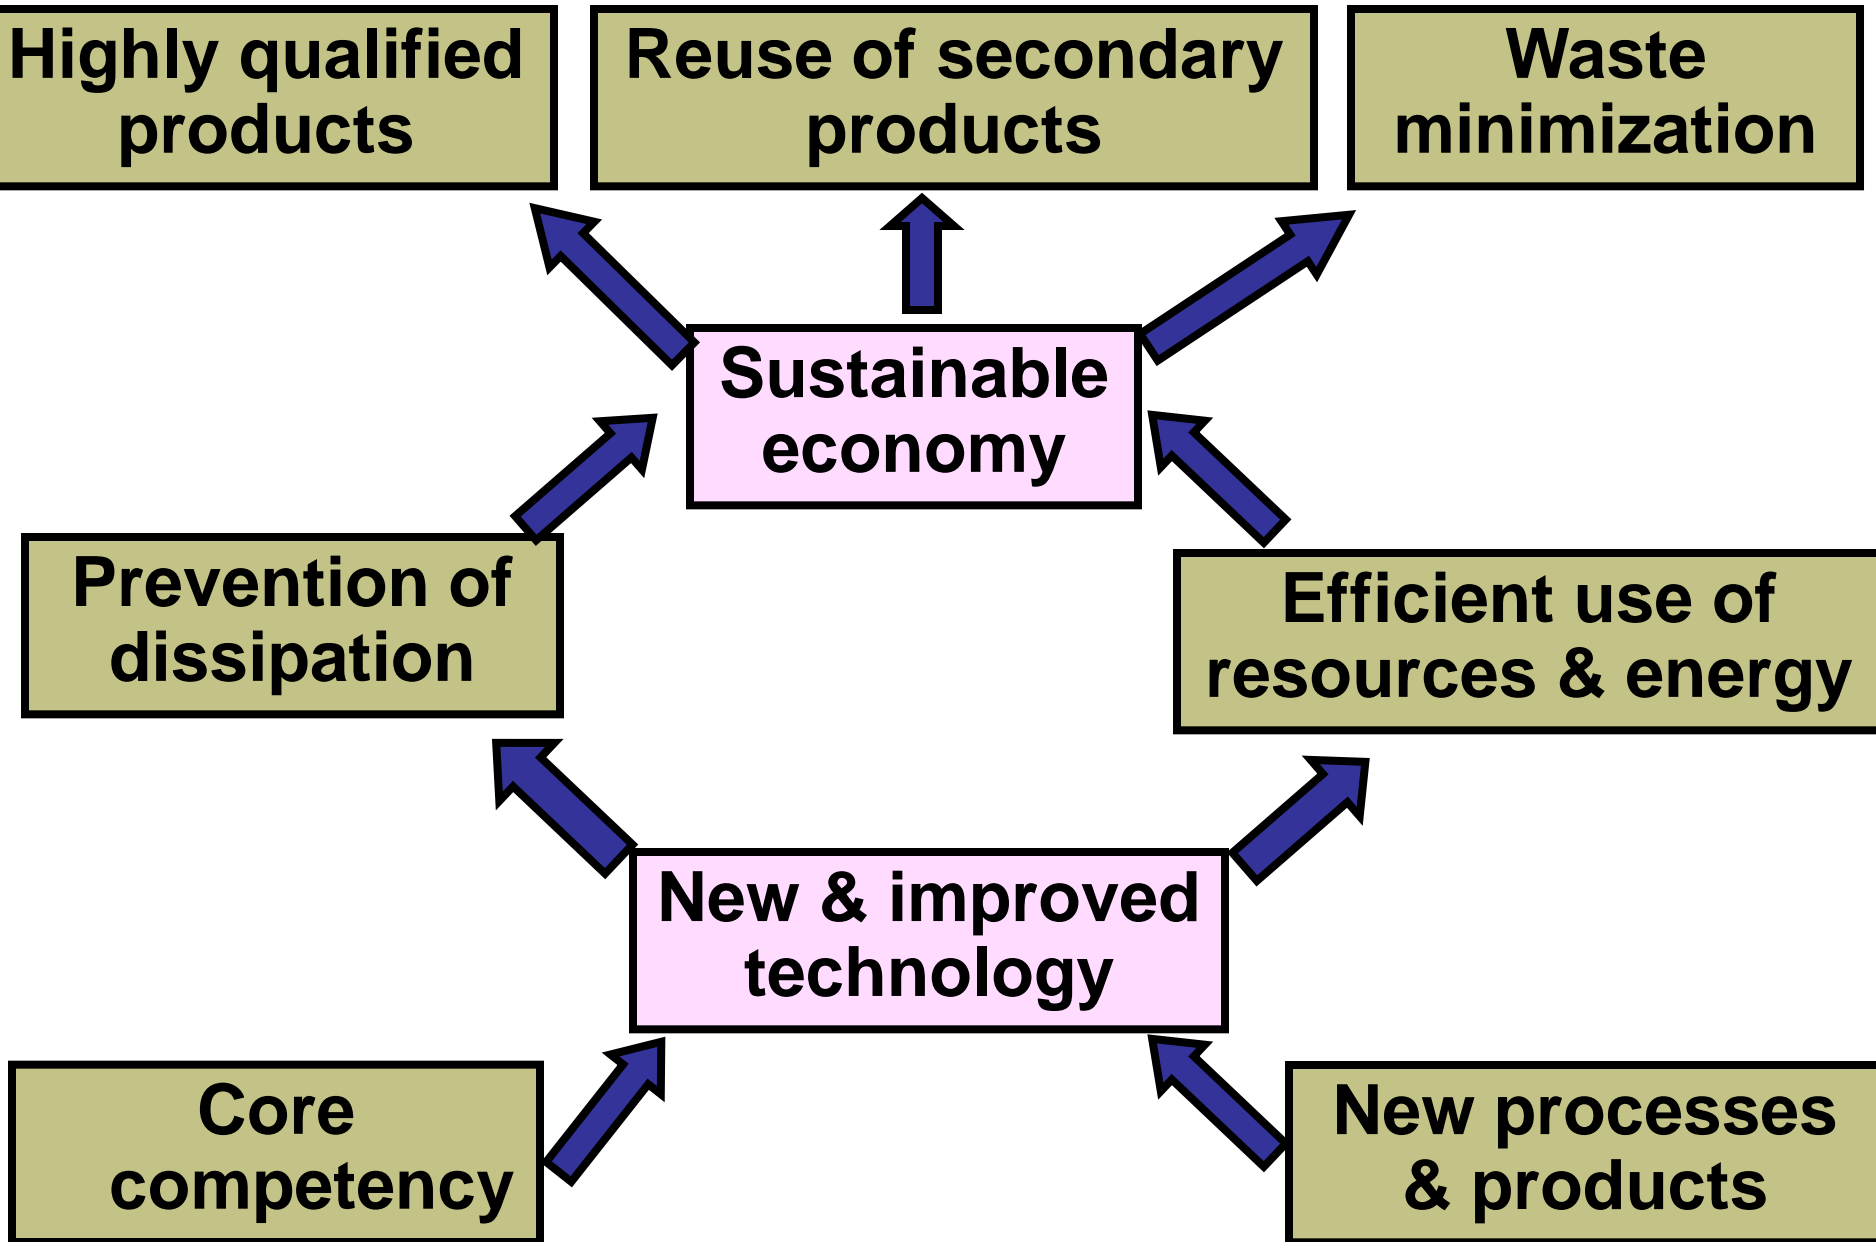 Highly qualified
products
Reuse of secondary
products
Waste
minimization
Sustainable
economy
Prevention of
dissipation
Efficient use of
resources & energy
New & improved
technology
Core
competency
New processes
& products